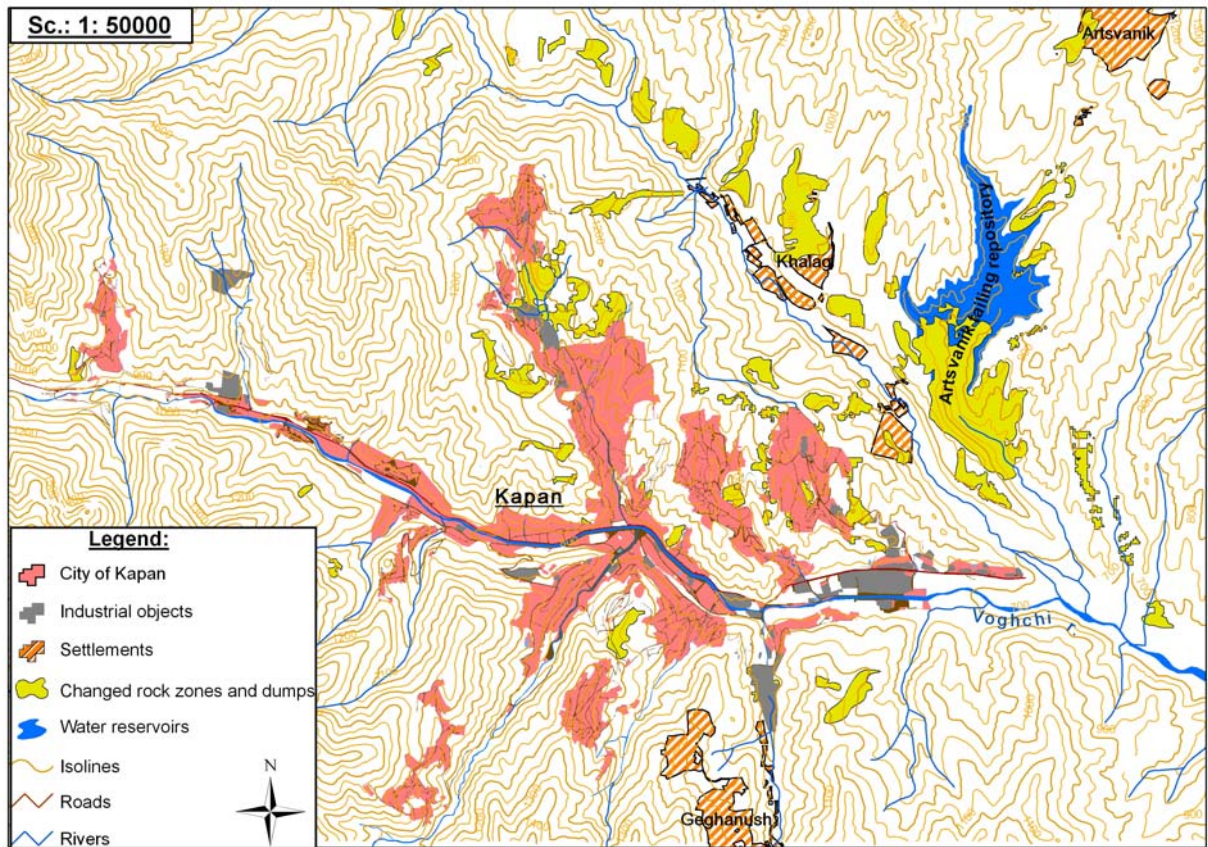 Sc.: 1: 50000
Artsvanik
Artsvanik tailing repository
Khalag
Kapan
Voghchi r.
Geghanush
Legend:
City of Kapan
Industrial objects
Settlements
Changed rock zones and dumps
Water reservoirs
Isolines
Roads
Rivers
N